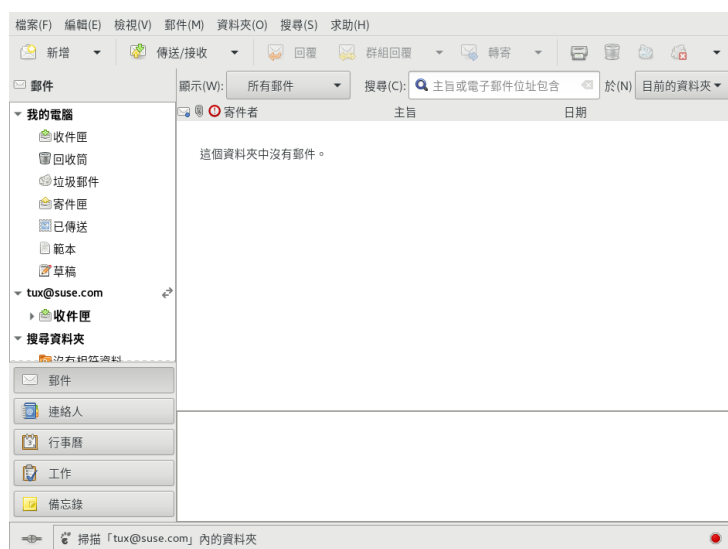 檔案(F) 編輯(E) 檢視(V) 郵件(M) 資料夾(O) 搜尋(S) 求助(H)
新增 傳送/接收 回覆 群組回覆 轉寄
郵件 顯示(W): 所有郵件 搜尋(C): 主旨或電子郵件位址包含 於(N) 目前的資料夾
我的電腦 寄件者 主旨 日期
收件匣
回收筒 這個資料夾中沒有郵件。
垃圾郵件
寄件匣
已傳送
範本
草稿
tux@suse.com
收件匣
搜尋資料夾
沒有相符資料
郵件
連絡人
行事曆
工作
備忘錄
掃描「tux@suse.com」內的資料夾